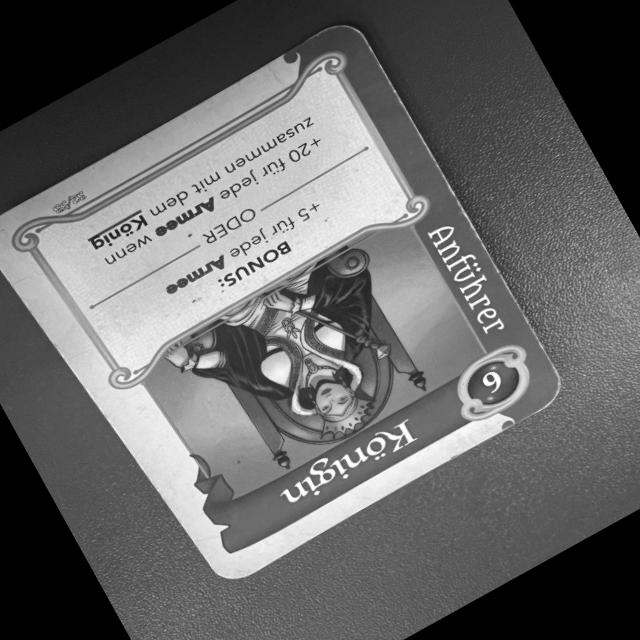 6
Königin
Anführer
BONUS:
+5 für jede Armee
ODER
+20 für jede Armee wenn
zusammen mit dem König